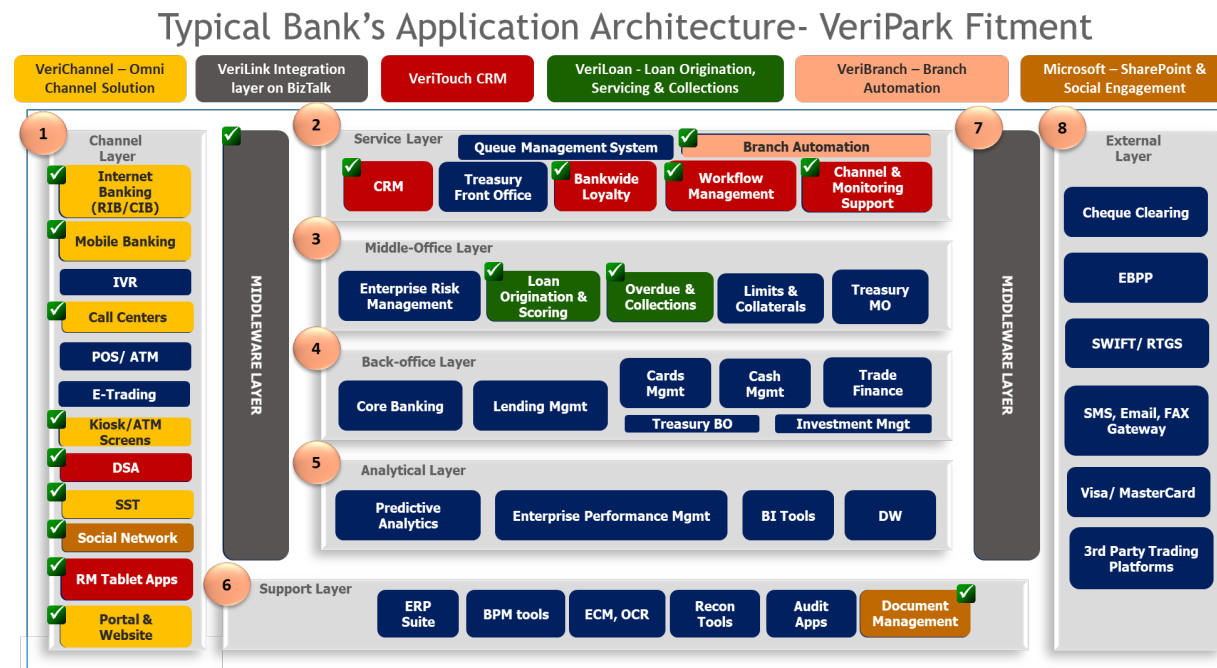 Typical Bank’s Application Architecture- VeriPark Fitment
VeriChannel – Omni
Channel Solution
VeriLink Integration
layer on BizTalk
VeriTouch CRM
VeriLoan - Loan Origination,
Servicing & Collections
VeriBranch – Branch
Automation
Microsoft – SharePoint &
Social Engagement
1
Channel
Layer
Internet
Banking
(RIB/CIB)
Mobile Banking
IVR
Call Centers
POS/ ATM
E-Trading
Kiosk/ATM
Screens
DSA
SST
Social Network
RM Tablet Apps
Portal &
Website
MIDDLEWARE LAYER
2
Service Layer
Queue Management System
Branch Automation
CRM
Treasury
Front Office
Bankwide
Loyalty
Workflow
Management
Channel &
Monitoring
Support
3
Middle-Office Layer
Enterprise Risk
Management
Loan
Origination &
Scoring
Overdue &
Collections
Limits &
Collaterals
Treasury
MO
4
Back-office Layer
Core Banking
Lending Mgmt
Cards
Mgmt
Cash
Mgmt
Trade
Finance
Treasury BO
Investment Mngt
5
Analytical Layer
Predictive
Analytics
Enterprise Performance Mgmt
BI Tools
DW
6
Support Layer
ERP
Suite
BPM tools
ECM, OCR
Recon
Tools
Audit
Apps
Document
Management
7
MIDDLEWARE LAYER
8
External
Layer
Cheque Clearing
EBPP
SWIFT/ RTGS
SMS, Email, FAX
Gateway
Visa/ MasterCard
3rd Party Trading
Platforms